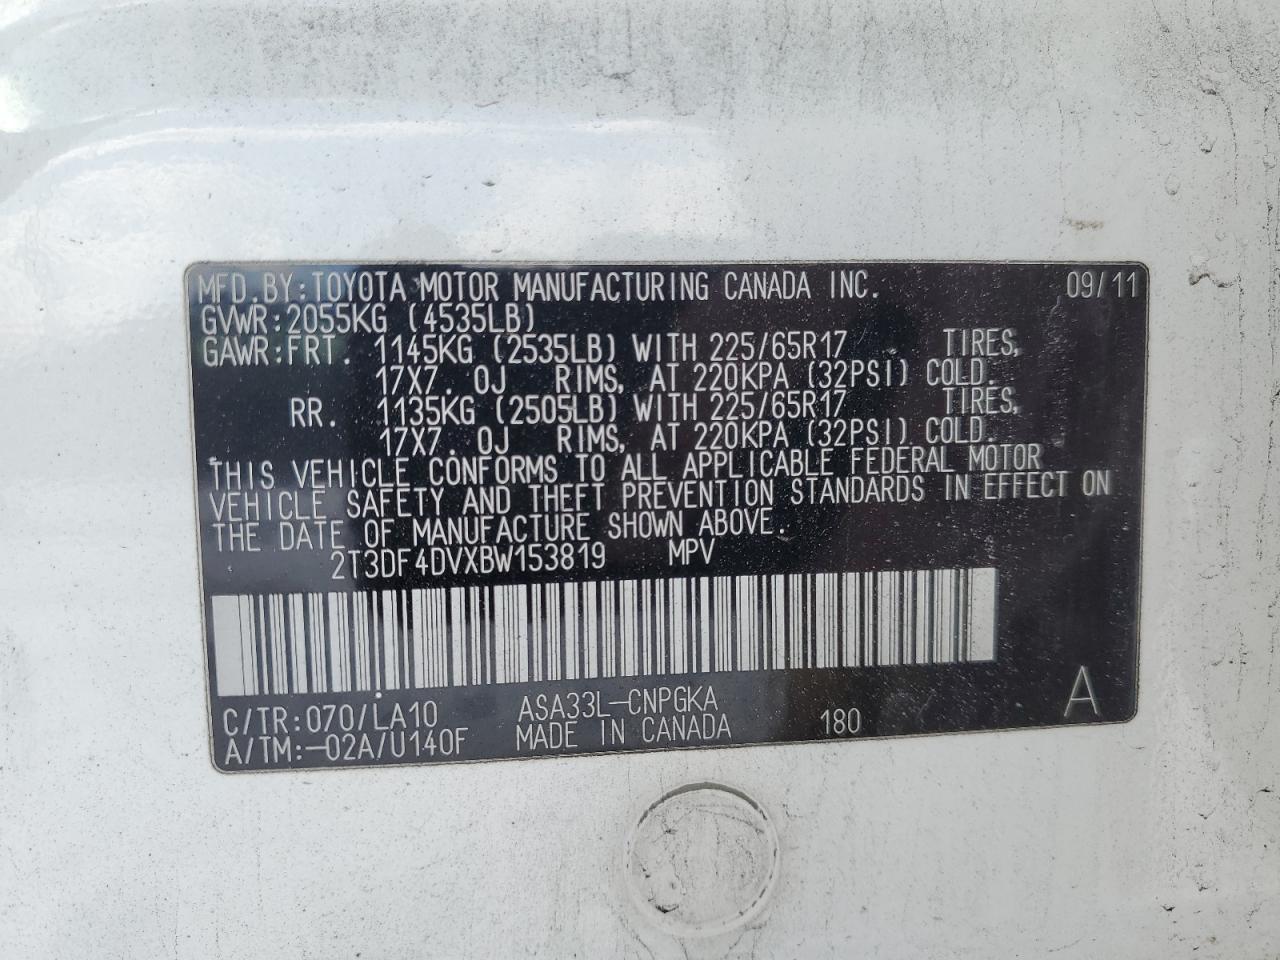 MFD.BY:TOYOTA MOTOR MANUFACTURING CANADA INC. 09/11
GVWR:2055KG (4535LB)
GAWR:FRT. 1145KG (2535LB) WITH 225/65R17 TIRES,
17X7.0J RIMS, AT 220KPA (32PSI) COLD.
RR. 1135KG (2505LB) WITH 225/65R17 TIRES,
17X7.0J RIMS, AT 220KPA (32PSI) COLD.
THIS VEHICLE CONFORMS TO ALL APPLICABLE FEDERAL MOTOR
VEHICLE SAFETY AND THEFT PREVENTION STANDARDS IN EFFECT ON
THE DATE OF MANUFACTURE SHOWN ABOVE.
2T3DF4DVXBW153819 MPV
C/TR:070/LA10 ASA33L-CNPGKA A
A/TM:-02A/U140F MADE IN CANADA 180